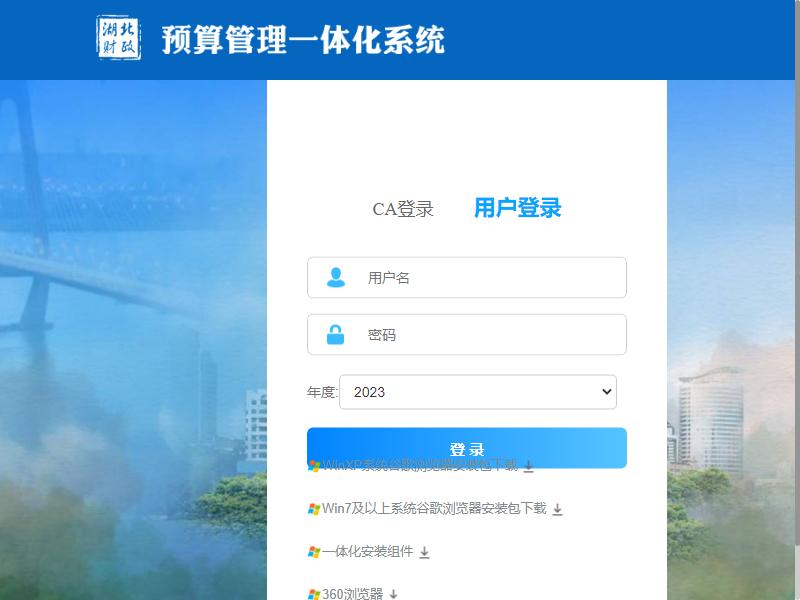 湖北
财政
预算管理一体化系统
CA登录
用户登录
用户名
密码
年度:
2023
登 录
WinXP系统谷歌浏览器安装包下载
Win7及以上系统谷歌浏览器安装包下载
一体化安装组件
360浏览器